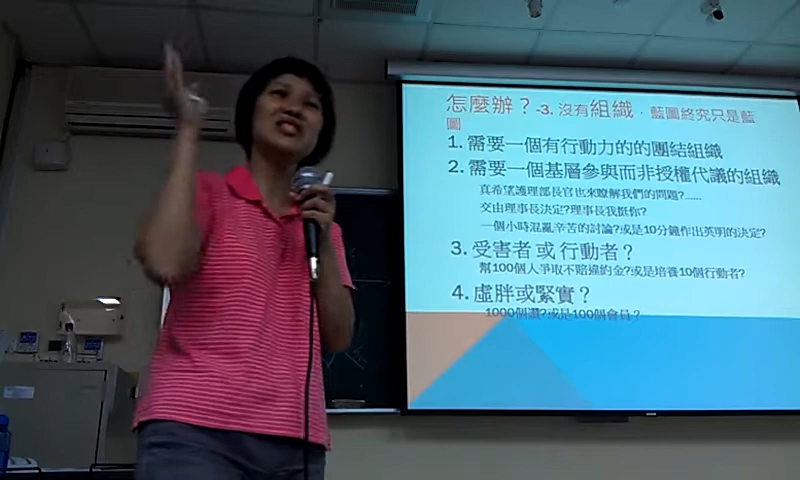 怎麼辦？-3. 沒有組織，藍圖終究只是藍
圖
1. 需要一個有行動力的的團結組織
2. 需要一個基層參與而非授權代議的組織
真希望護理部長官也來瞭解我們的問題?......
交由理事長決定?理事長我挺你?
一個小時混亂辛苦的討論?或是10分鐘作出英明的決定?
3. 受害者 或 行動者？
幫100個人爭取不賠違約金?或是培養10個行動者?
4. 虛胖或緊實？
1000個讚?或是100個會員？